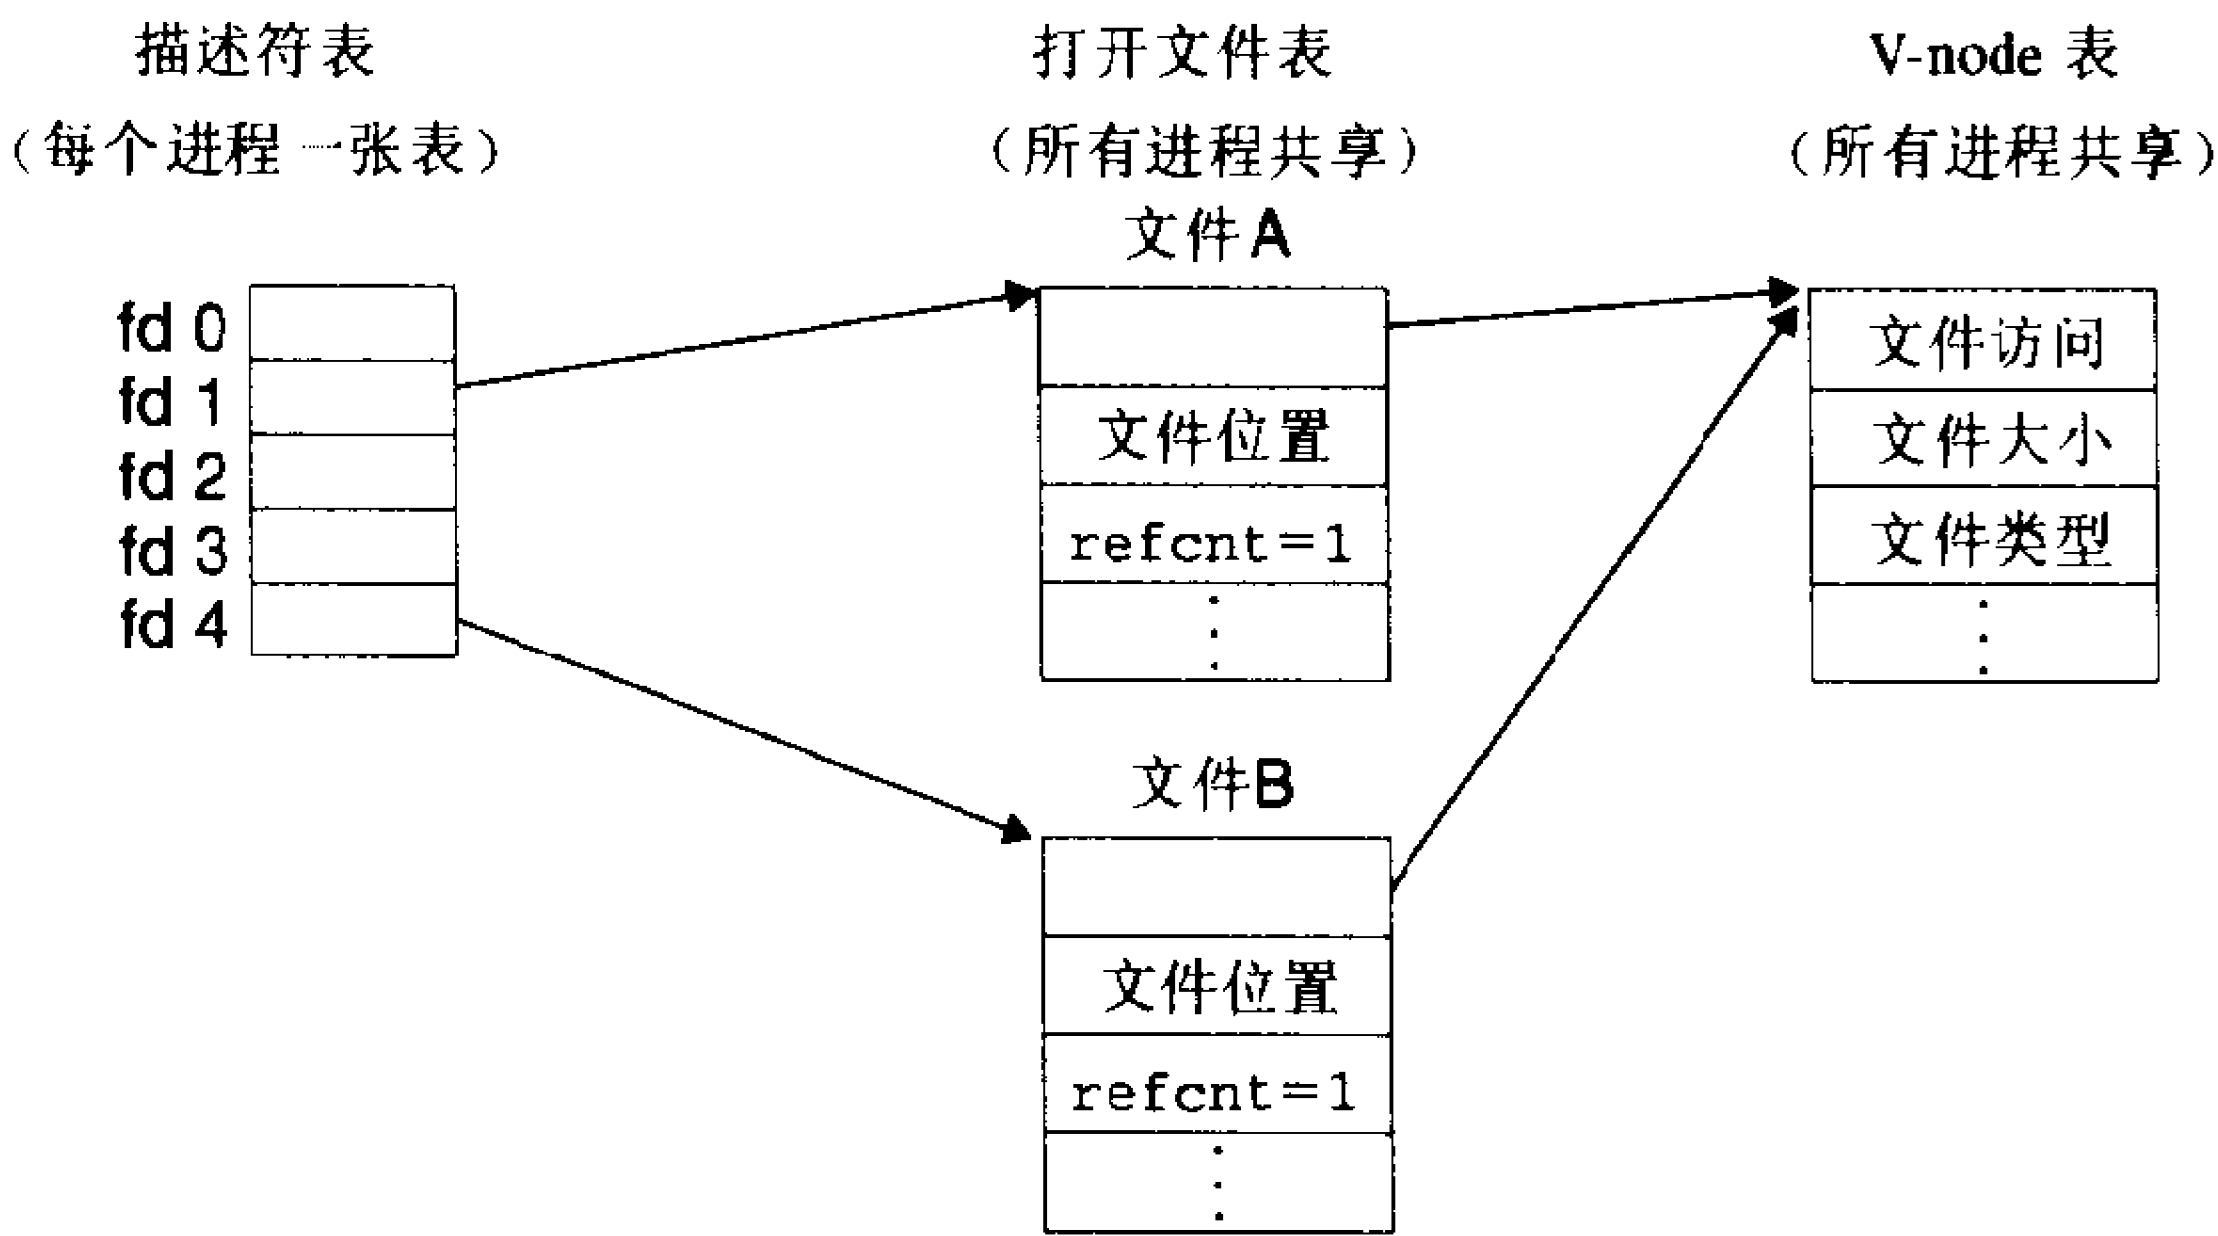 描述符表
(每个进程一张表)
打开文件表
(所有进程共享)
V-node 表
(所有进程共享)
fd 0
fd 1
fd 2
fd 3
fd 4
文件A
文件位置
refcnt=1
文件B
文件位置
refcnt=1
文件访问
文件大小
文件类型